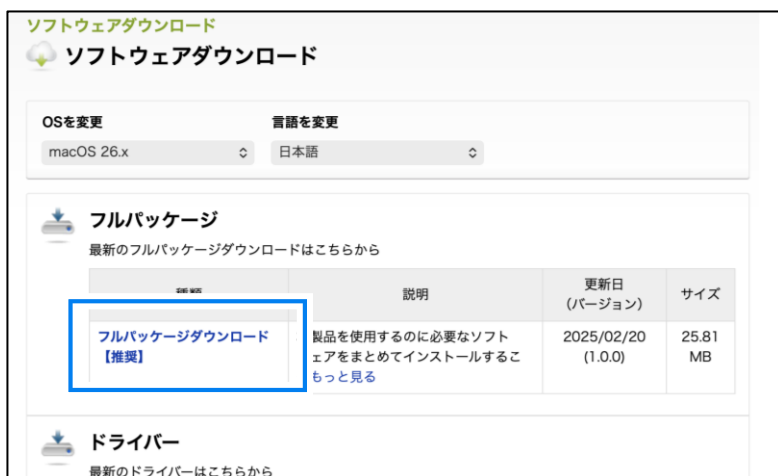 ソフトウェアダウンロード
ソフトウェアダウンロード
OSを変更
言語を変更
macOS 26.x
日本語
フルパッケージ
最新のフルパッケージダウンロードはこちらから
説明
更新日
(バージョン)
サイズ
フルパッケージダウンロード
【推奨】
製品を使用するのに必要なソフト
ェアをまとめてインストールするこ
もっと見る
2025/02/20
(1.0.0)
25.81
MB
ドライバー
最新のドライバーはこちらから